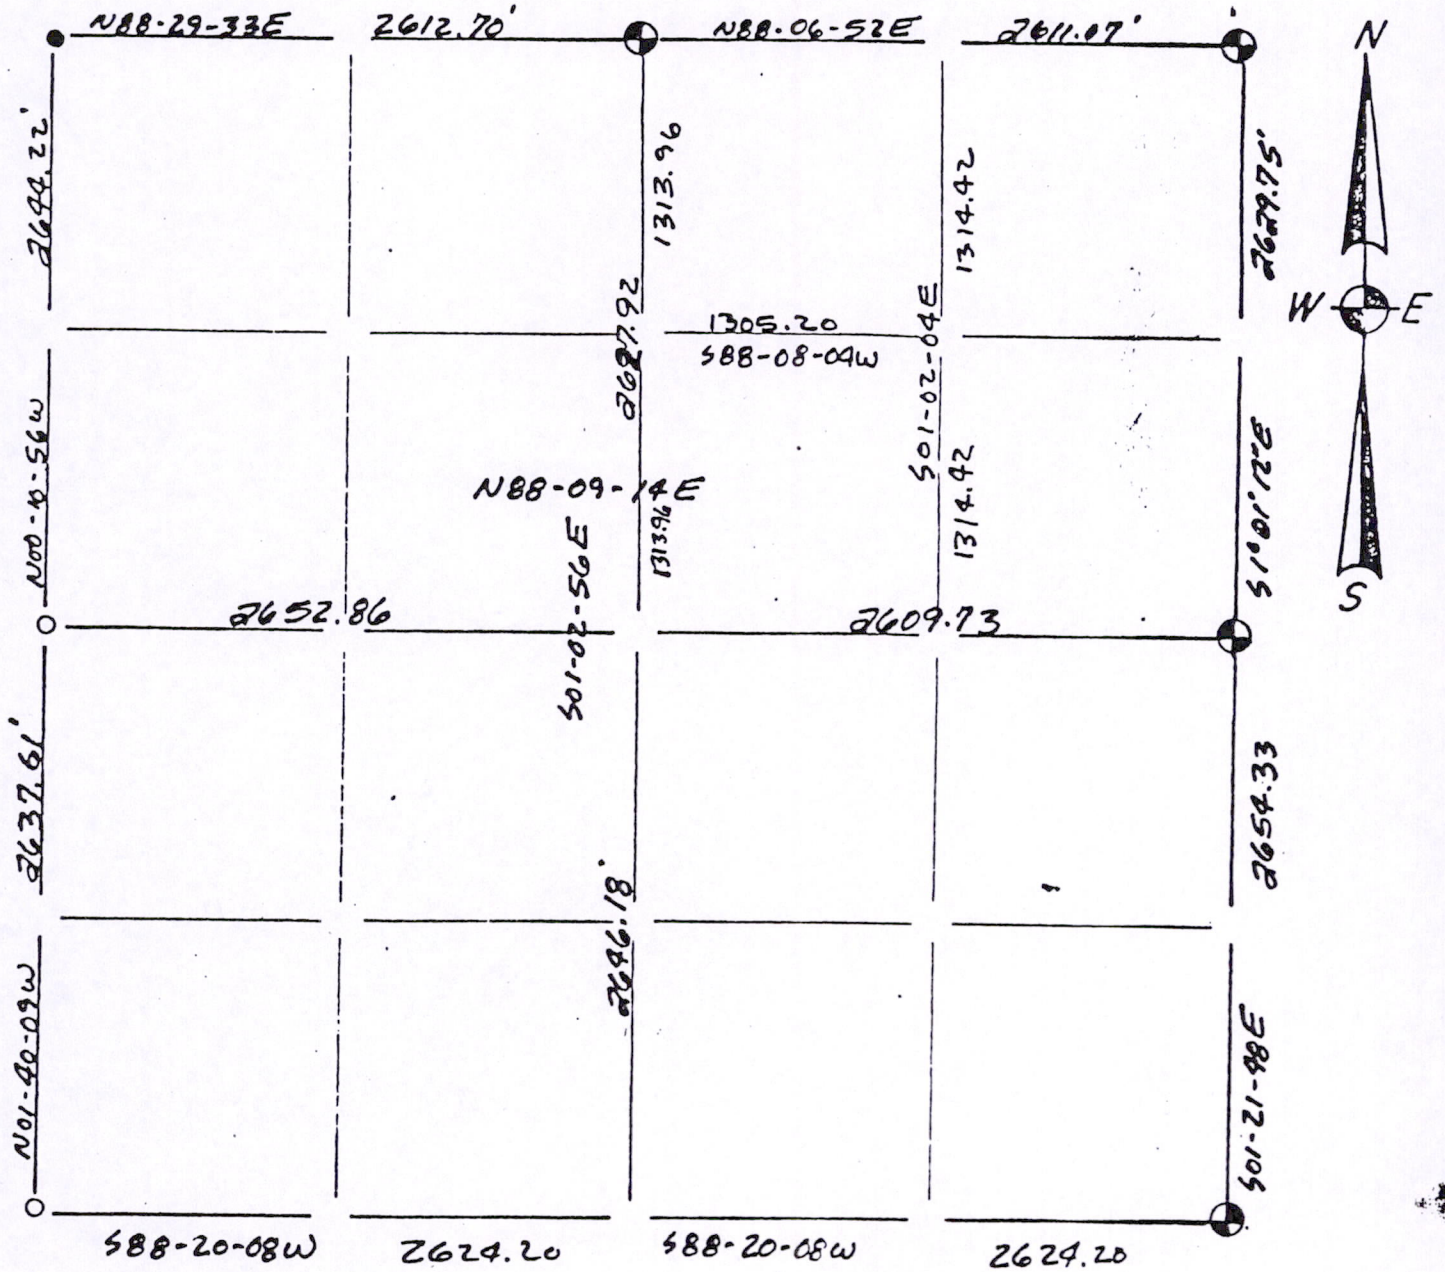 N88-29-33E 2612.70' N88-06-52E 2611.07'
N
2644.22'
1313.96
1314.42
2629.75'
W E
2627.92
1305.20
S88-08-04W
S01-02-04E
N00-40-56W
N88-09-14E
1313.96
1314.42
S1°01'12"E
S
S01-02-56E
2652.86
2609.73
2637.61'
2654.33
2646.18'
N01-40-09W
S01-21-48E
S88-20-08W 2624.20 S88-20-08W 2624.20